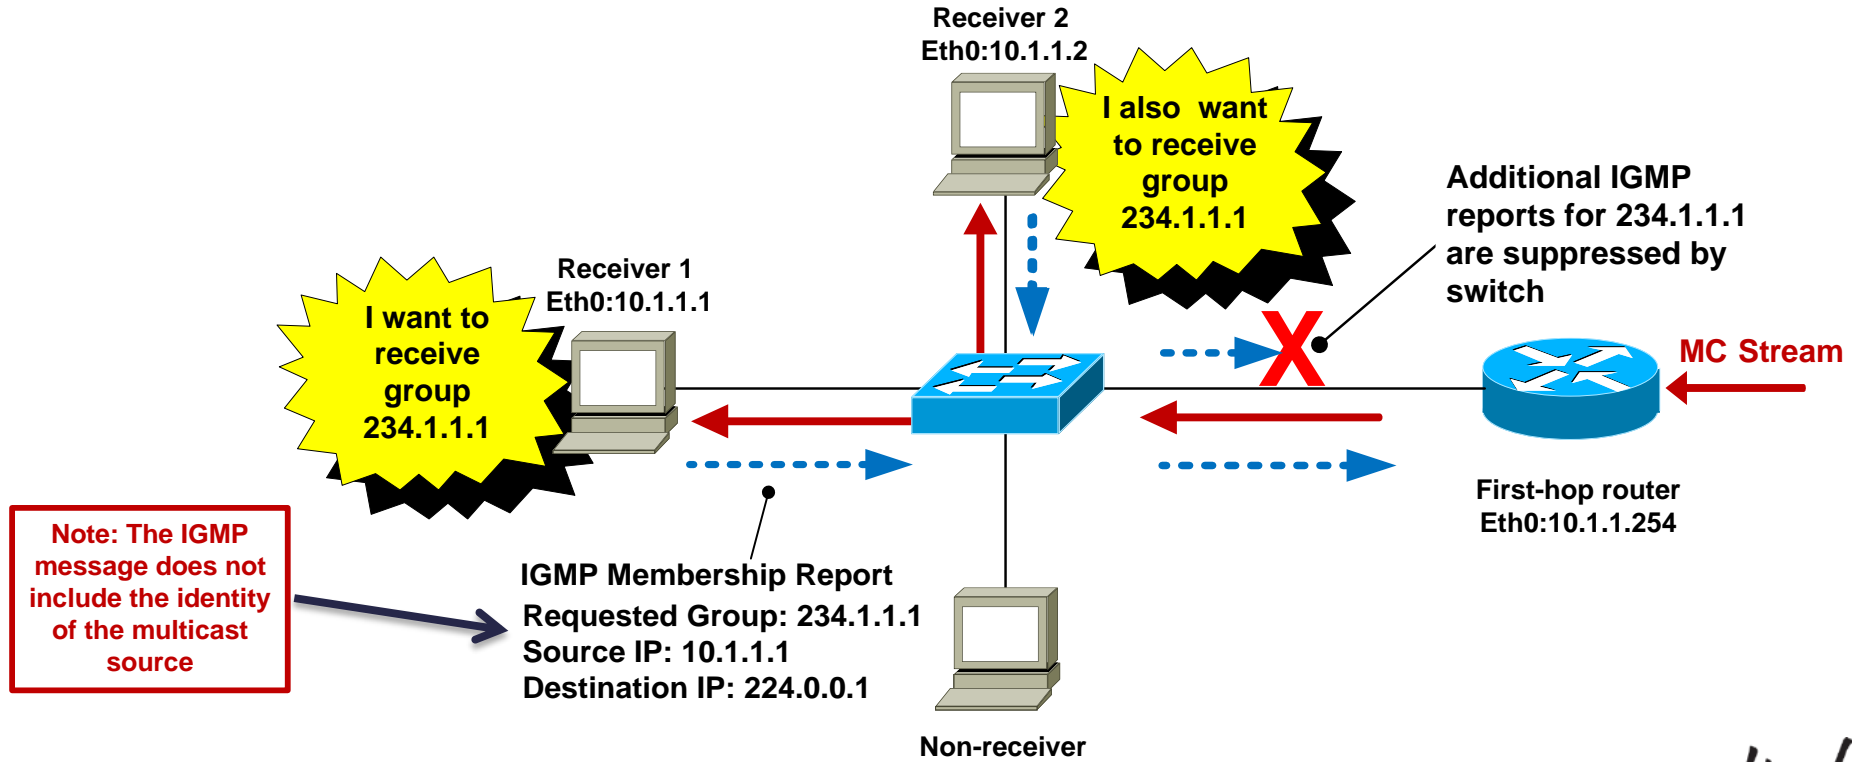 Receiver 2
Eth0:10.1.1.2
I also want
to receive
group
234.1.1.1
Additional IGMP
reports for 234.1.1.1
are suppressed by
switch
Receiver 1
Eth0:10.1.1.1
I want to
receive
group
234.1.1.1
X
MC Stream
First-hop router
Eth0:10.1.1.254
Note: The IGMP
message does not
include the identity
of the multicast
source
IGMP Membership Report
Requested Group: 234.1.1.1
Source IP: 10.1.1.1
Destination IP: 224.0.0.1
Non-receiver